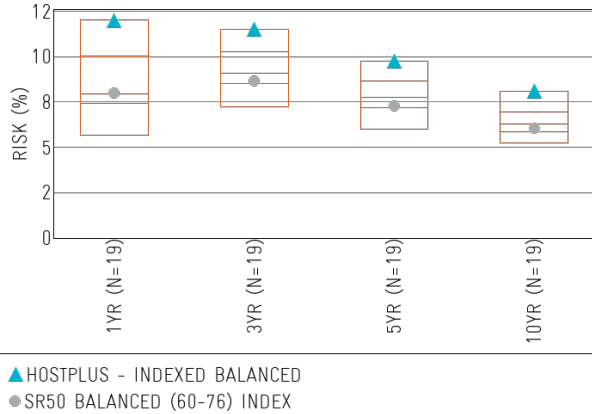 RISK (%)
12
10
8
5
2
0
1YR (N=19)
3YR (N=19)
5YR (N=19)
10YR (N=19)
HOSTPLUS - INDEXED BALANCED
SR50 BALANCED (60-76) INDEX